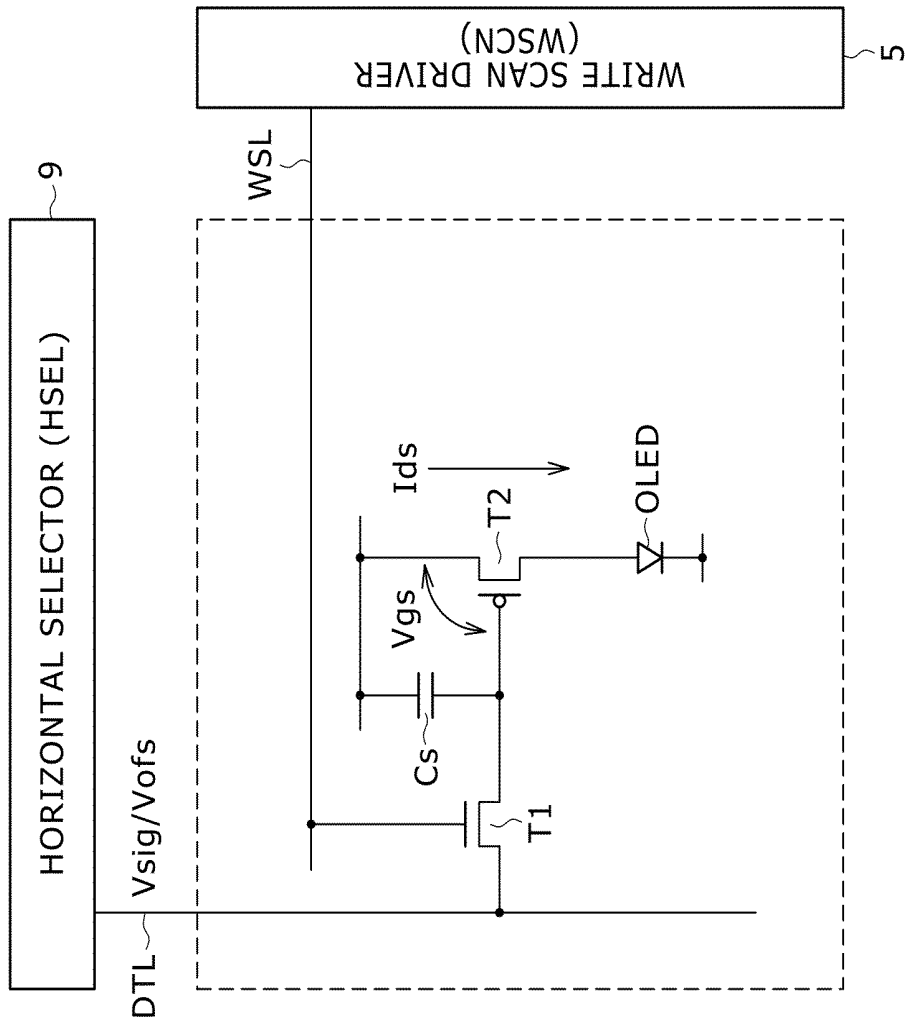 HORIZONTAL SELECTOR (HSEL)
9
DTL
Vsig/Vofs
WSL
WRITE SCAN DRIVER
(WSCN)
5
Cs
Vgs
Ids
T1
T2
OLED